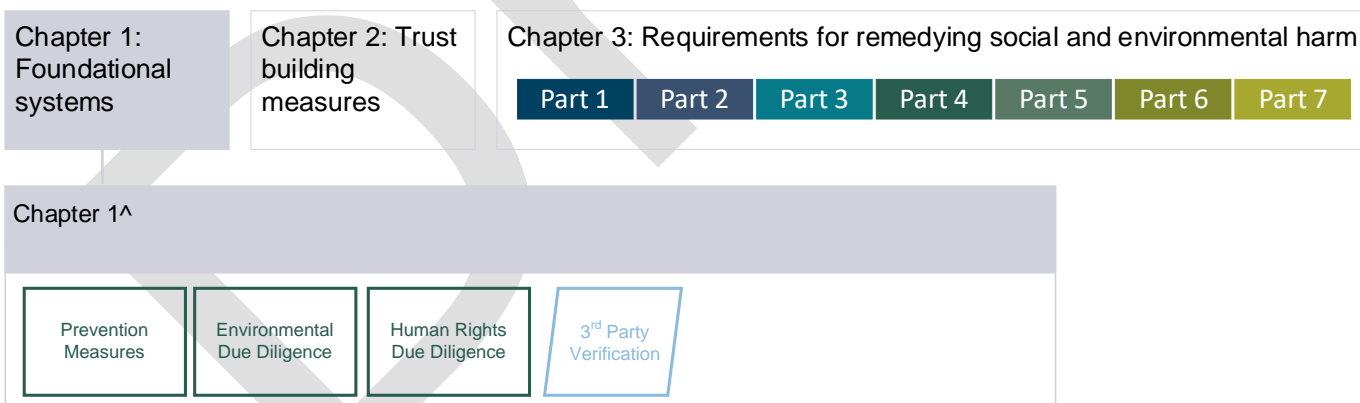 Chapter 1:
Foundational
systems
Chapter 2: Trust
building
measures
Chapter 3: Requirements for remedying social and environmental harm
Part 1
Part 2
Part 3
Part 4
Part 5
Part 6
Part 7
Chapter 1^
Prevention
Measures
Environmental
Due Diligence
Human Rights
Due Diligence
3rd Party
Verification